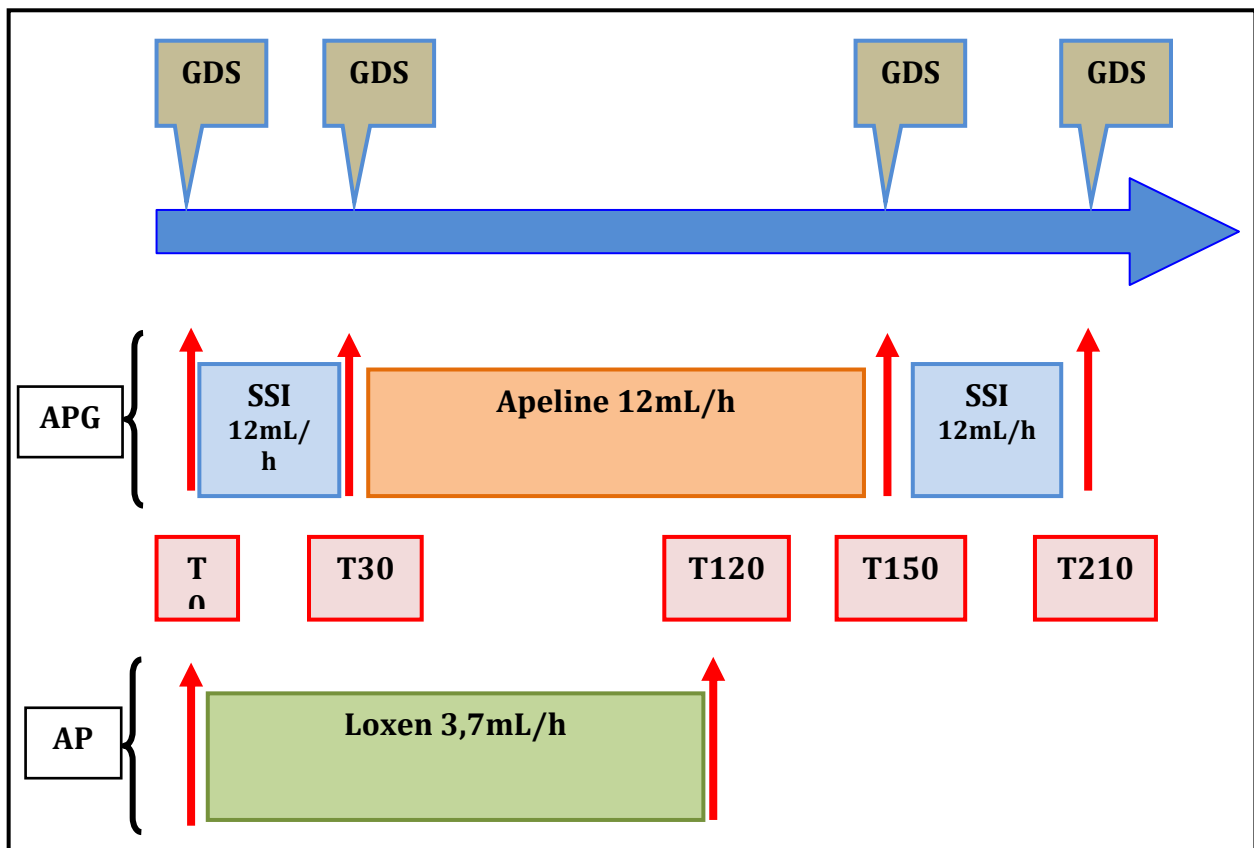 GDS
GDS
GDS
GDS
APG
SSI
12mL/
h
Apeline 12mL/h
SSI
12mL/h
T
0
T30
T120
T150
T210
AP
Loxen 3,7mL/h